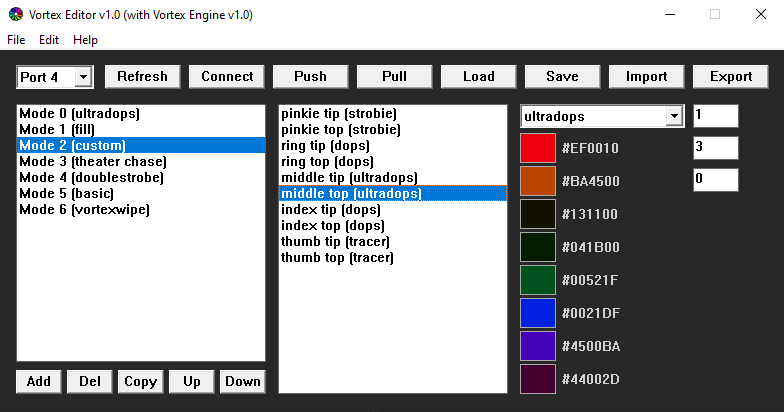 Vortex Editor v1.0 (with Vortex Engine v1.0)
File Edit Help
Port 4 Refresh Connect Push Pull Load Save Import Export
Mode 0 (ultradops)
Mode 1 (fill)
Mode 2 (custom)
Mode 3 (theater chase)
Mode 4 (doublestrobe)
Mode 5 (basic)
Mode 6 (vortexwipe)
Add Del Copy Up Down
pinkie tip (strobie)
pinkie top (strobie)
ring tip (dops)
ring top (dops)
middle tip (ultradops)
middle top (ultradops)
index tip (dops)
index top (dops)
thumb tip (tracer)
thumb top (tracer)
ultradops
#EF0010
#BA4500
#131100
#041B00
#00521F
#0021DF
#4500BA
#44002D
1
3
0